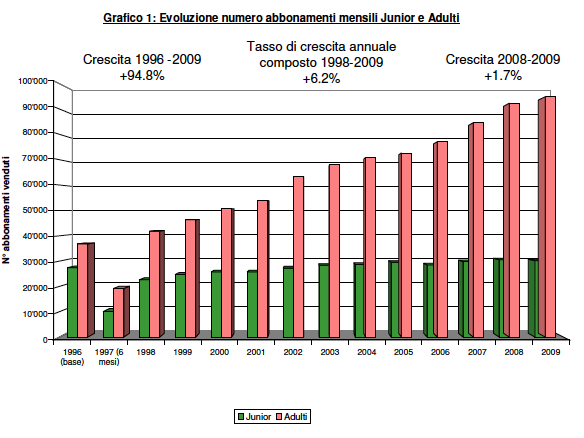 Grafico 1: Evoluzione numero abbonamenti mensili Junior e Adulti
Crescita 1996 -2009
+94.8%
Tasso di crescita annuale
composto 1998-2009
+6.2%
Crescita 2008-2009
+1.7%
N° abbonamenti venduti
100'000
90'000
80'000
70'000
60'000
50'000
40'000
30'000
20'000
10'000
0
1996
(base)
1997 (6
mesi)
1998
1999
2000
2001
2002
2003
2004
2005
2006
2007
2008
2009
Junior
Adulti